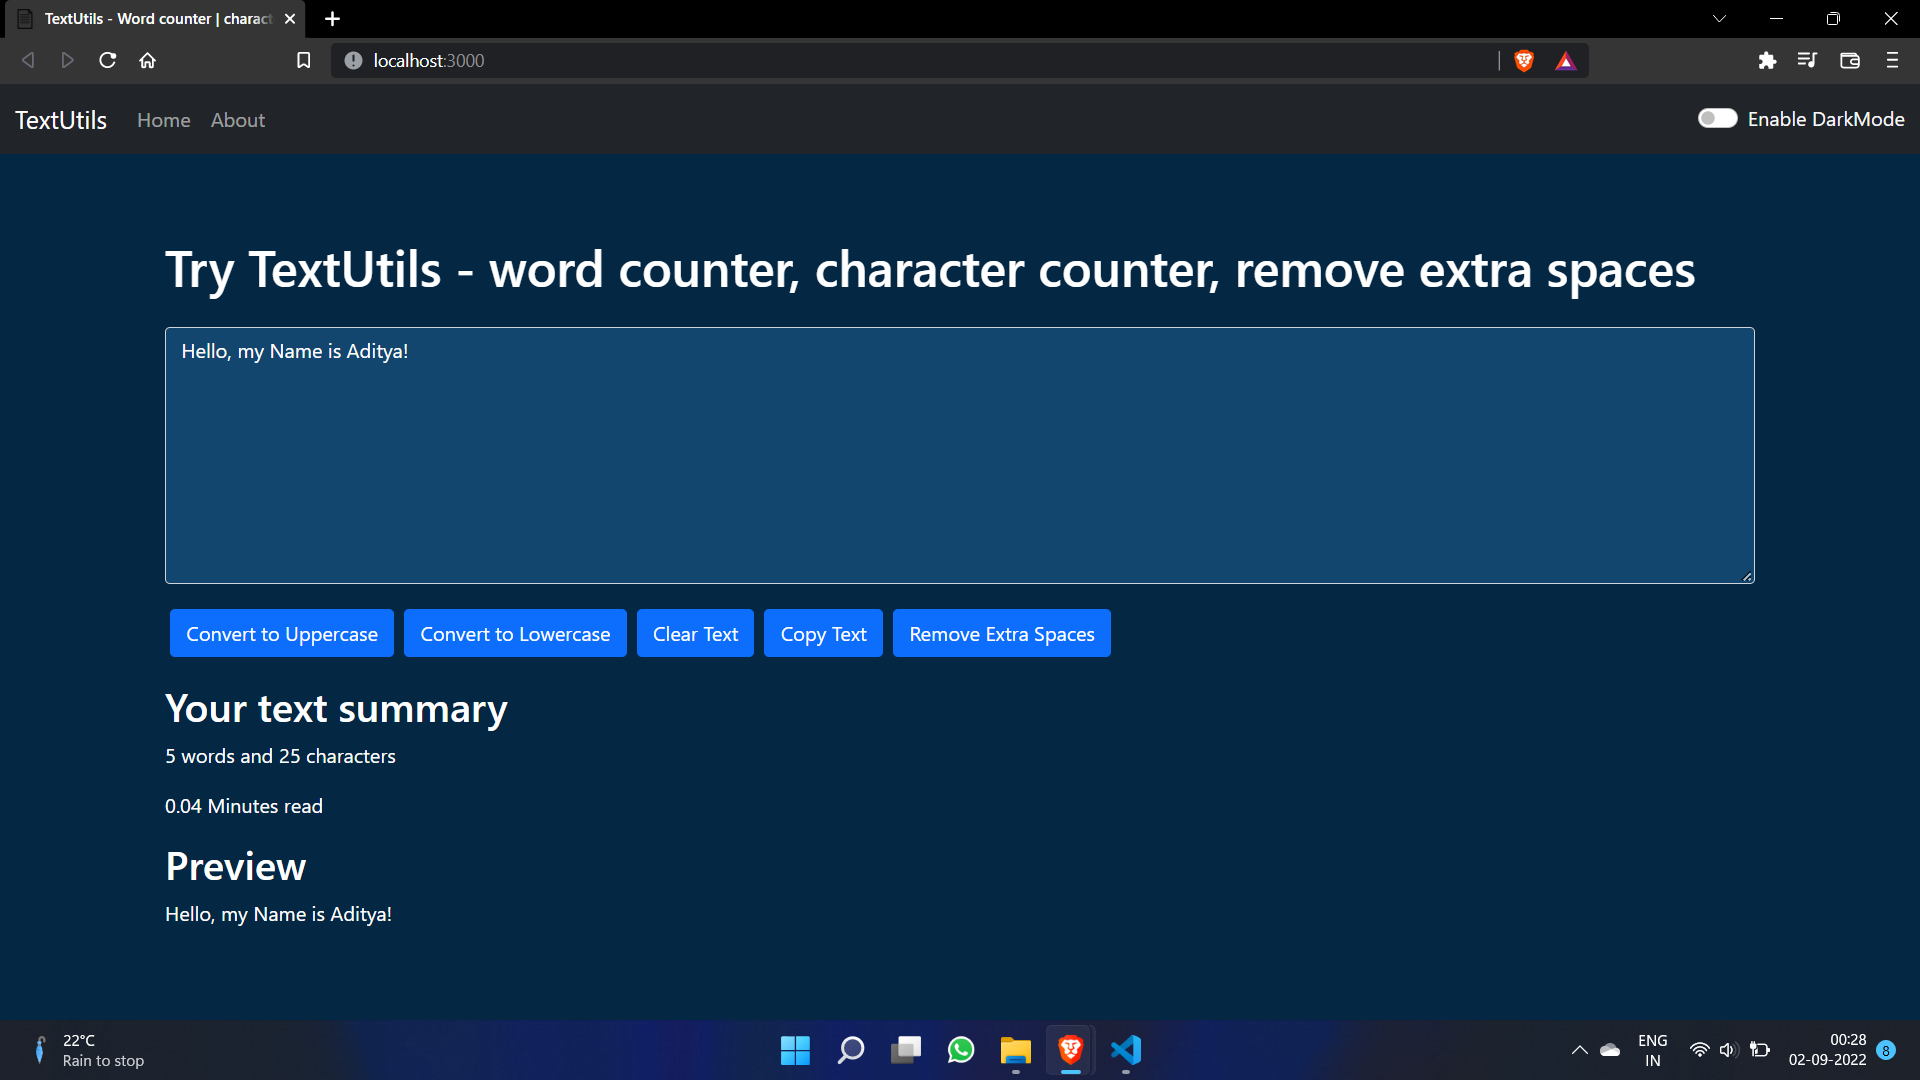 TextUtils - Word counter | charact
localhost:3000
TextUtils Home About Enable DarkMode
Try TextUtils - word counter, character counter, remove extra spaces
Hello, my Name is Aditya!
Convert to Uppercase Convert to Lowercase Clear Text Copy Text Remove Extra Spaces
Your text summary
5 words and 25 characters
0.04 Minutes read
Preview
Hello, my Name is Aditya!
22°C
Rain to stop
ENG
IN
00:28
02-09-2022
8